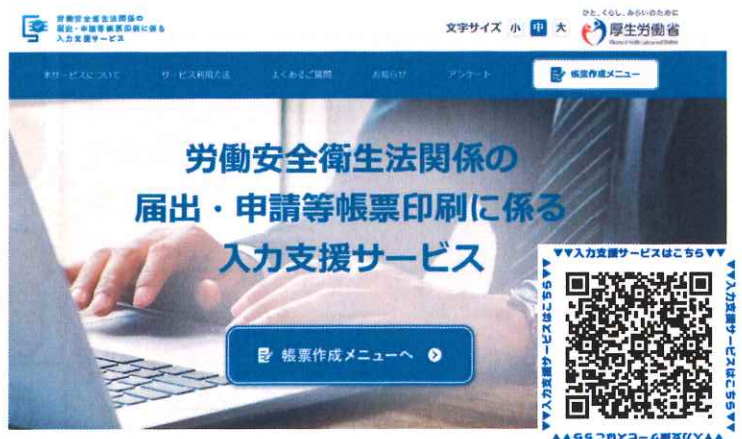 労働安全衛生法関係の
届出・申請等帳票印刷に係る
入力支援サービス
文字サイズ 小 中 大
ひと、くらし、みらいのために
厚生労働省
本サービスについて サービス利用方法 よくあるご質問 お知らせ アンケート 帳票作成メニュー
労働安全衛生法関係の
届出・申請等帳票印刷に係る
入力支援サービス
帳票作成メニューへ
▼▼入力支援サービスはこちら▼▼
▼▼入力支援サービスはこちら▼▼
▼▼入力支援サービスはこちら▼▼
▼▼入力支援サービスはこちら▼▼